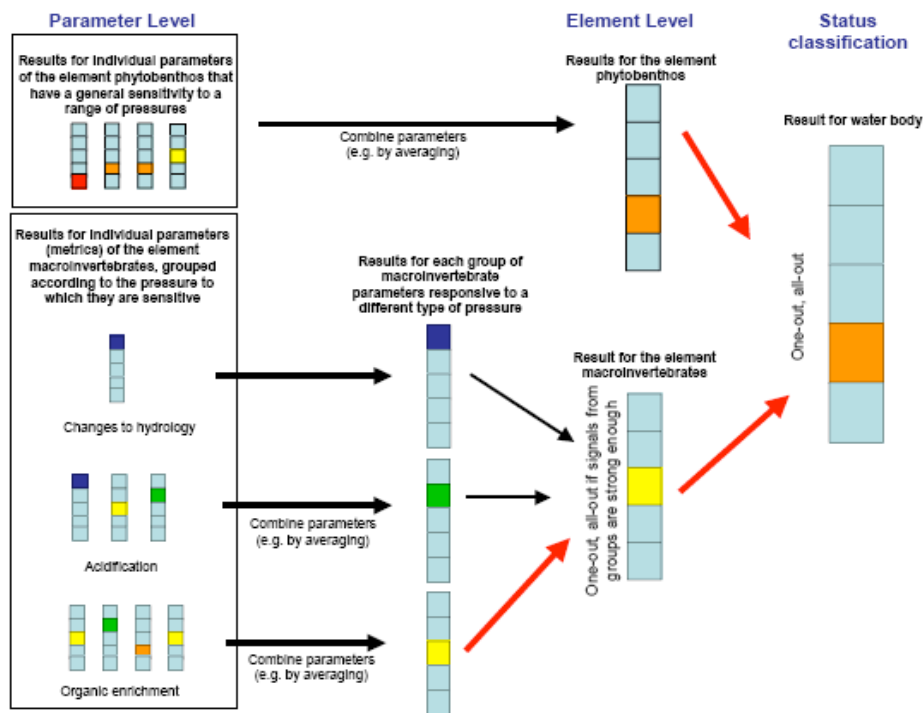 Parameter Level
Element Level
Status
classification
Results for individual parameters
of the element phytobenthos that
have a general sensitivity to a
range of pressures
Combine parameters
(e.g. by averaging)
Results for the element
phytobenthos
Result for water body
One-out, all-out
Results for individual parameters
(metrics) of the element
macroinvertebrates, grouped
according to the pressure to
which they are sensitive
Results for each group of
macroinvertebrate
parameters responsive to a
different type of pressure
Result for the element
macroinvertebrates
One-out, all-out if signals from
groups are strong enough
Changes to hydrology
Combine parameters
(e.g. by averaging)
Acidification
Combine parameters
(e.g. by averaging)
Organic enrichment